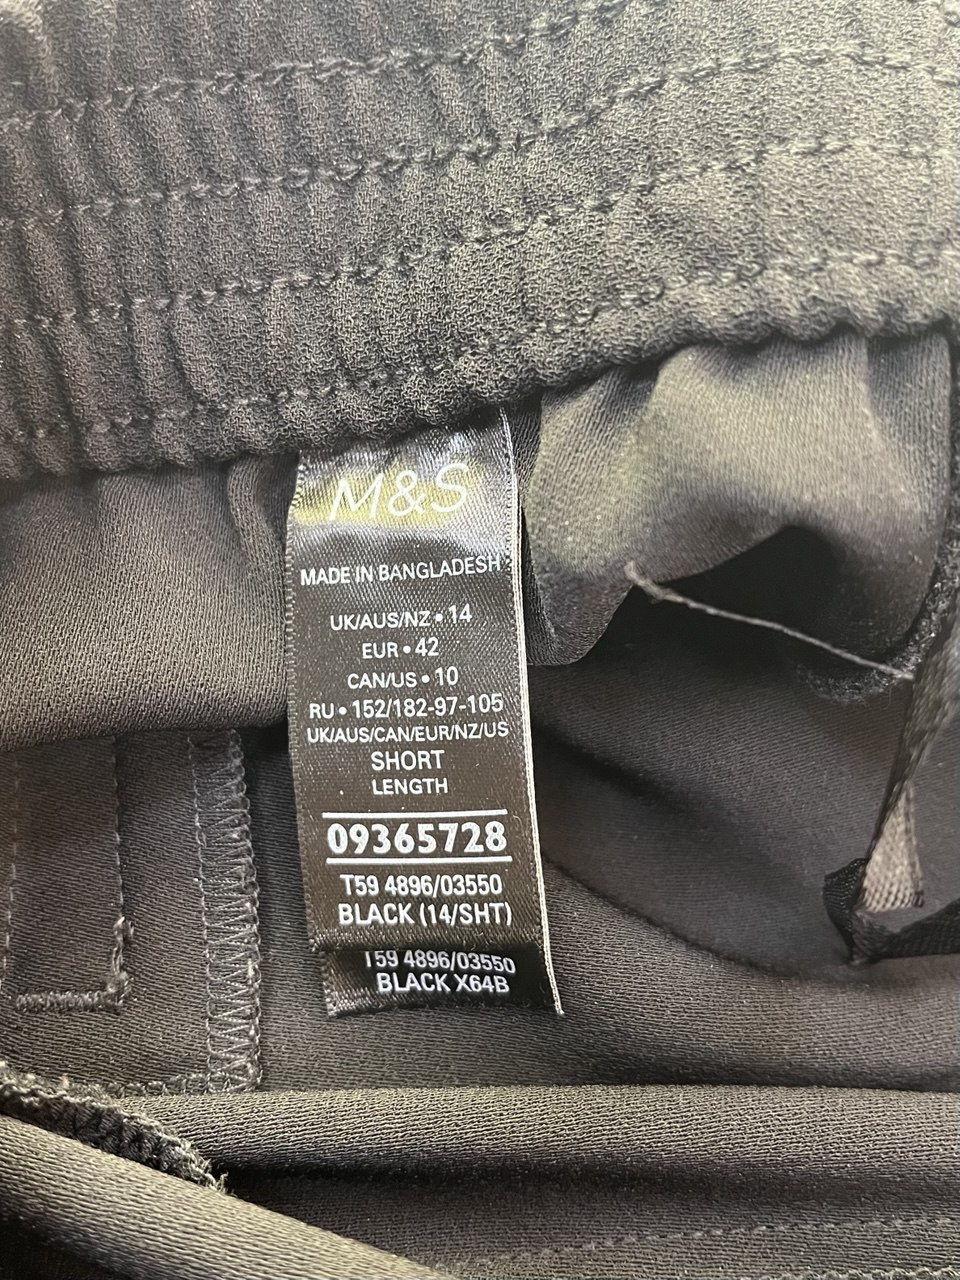 M&S
MADE IN BANGLADESH
UK/AUS/NZ • 14
EUR • 42
CAN/US • 10
RU • 152/182-97-105
UK/AUS/CAN/EUR/NZ/US
SHORT
LENGTH
09365728
T59 4896/03550
BLACK (14/SHT)
T59 4896/03550
BLACK X64B